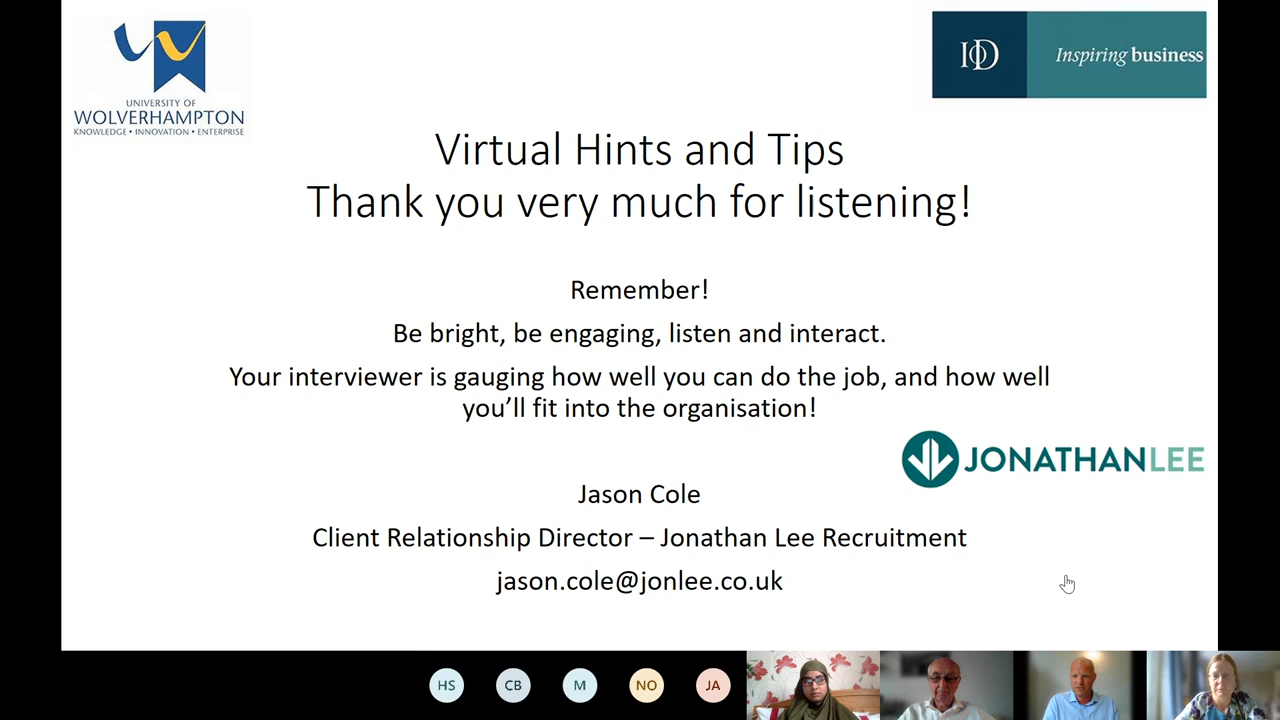 UNIVERSITY OF
WOLVERHAMPTON
KNOWLEDGE • INNOVATION • ENTERPRISE
IOD
Inspiring business
Virtual Hints and Tips
Thank you very much for listening!
Remember!
Be bright, be engaging, listen and interact.
Your interviewer is gauging how well you can do the job, and how well
you’ll fit into the organisation!
JONATHANLEE
Jason Cole
Client Relationship Director – Jonathan Lee Recruitment
jason.cole@jonlee.co.uk
HS
CB
M
NO
JA